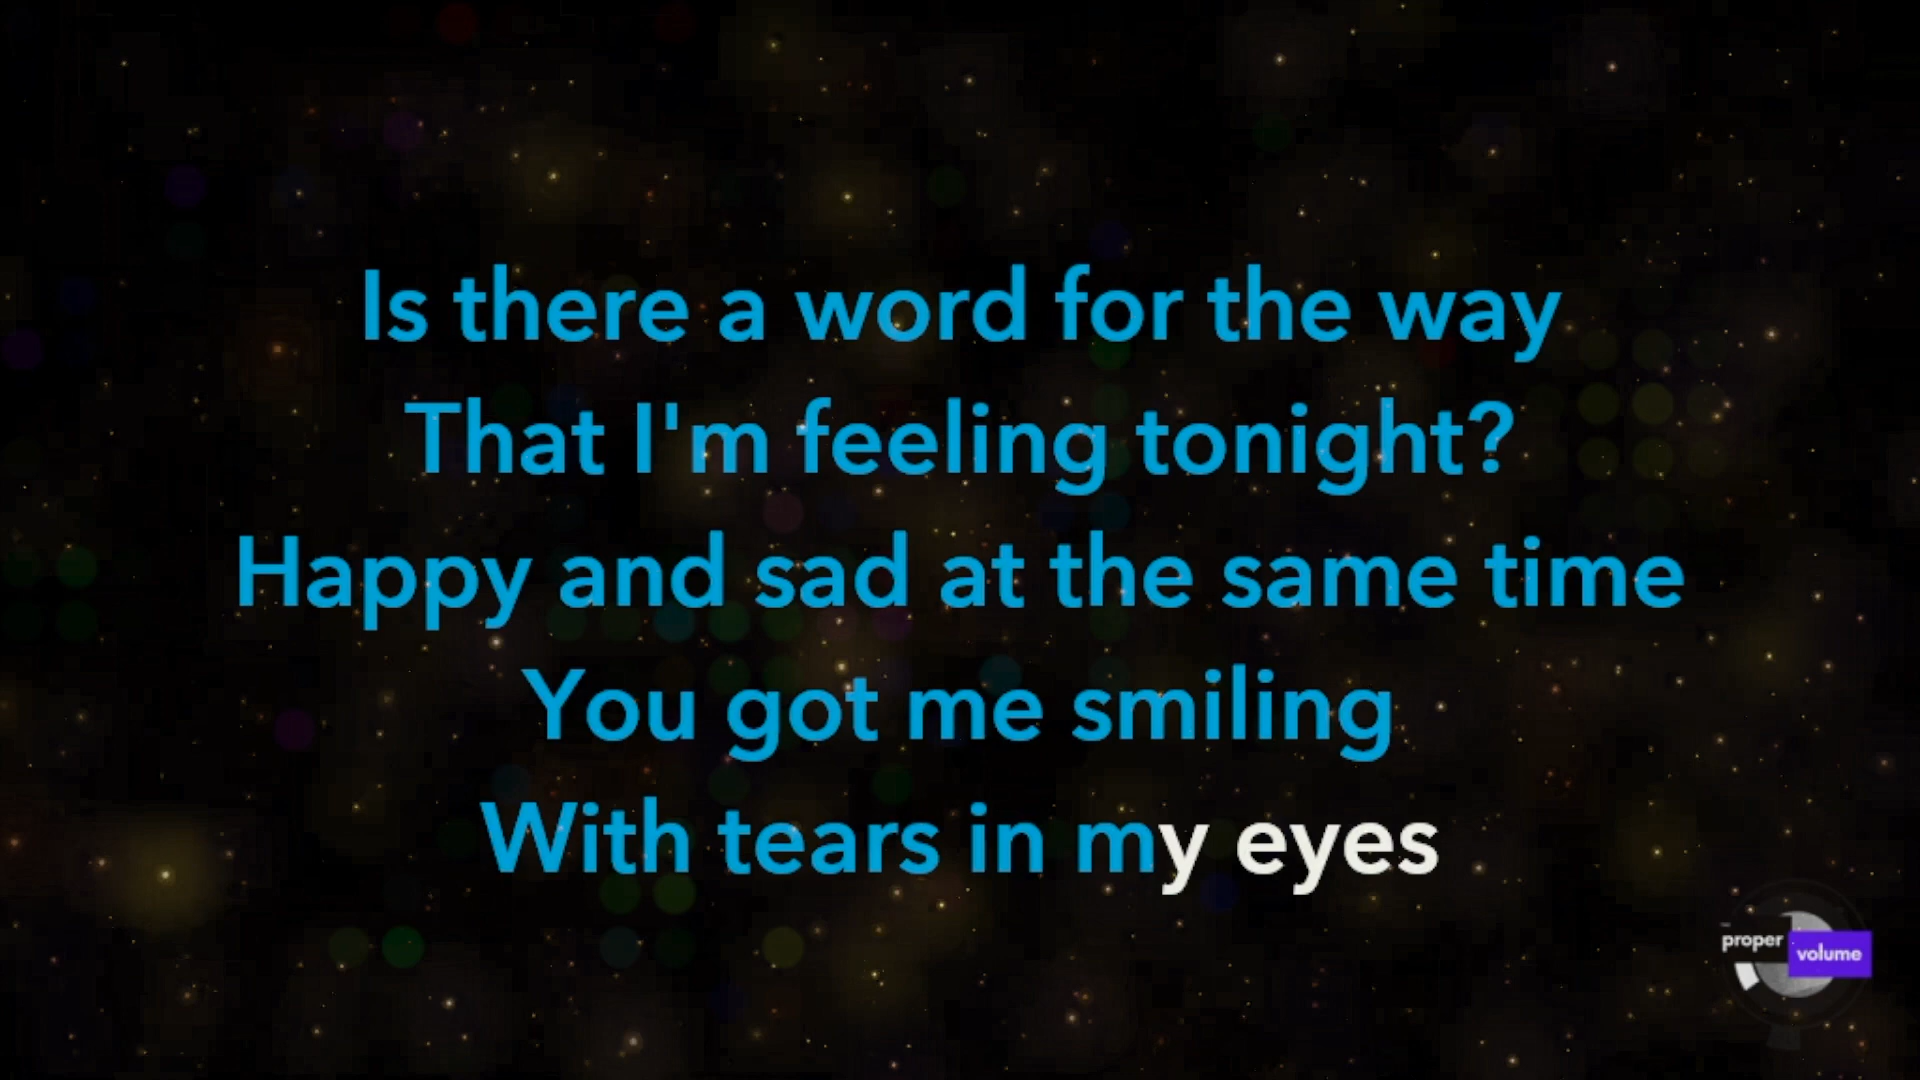 Is there a word for the way
That I'm feeling tonight?
Happy and sad at the same time
You got me smiling
With tears in my eyes
proper
volume